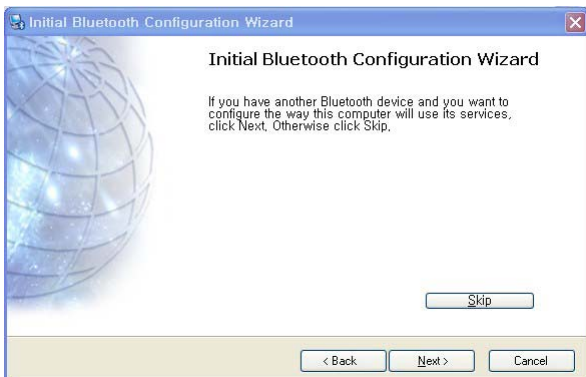 Initial Bluetooth Configuration Wizard
Initial Bluetooth Configuration Wizard
If you have another Bluetooth device and you want to
configure the way this computer will use its services,
click Next, Otherwise click Skip,
Skip
< Back
Next >
Cancel